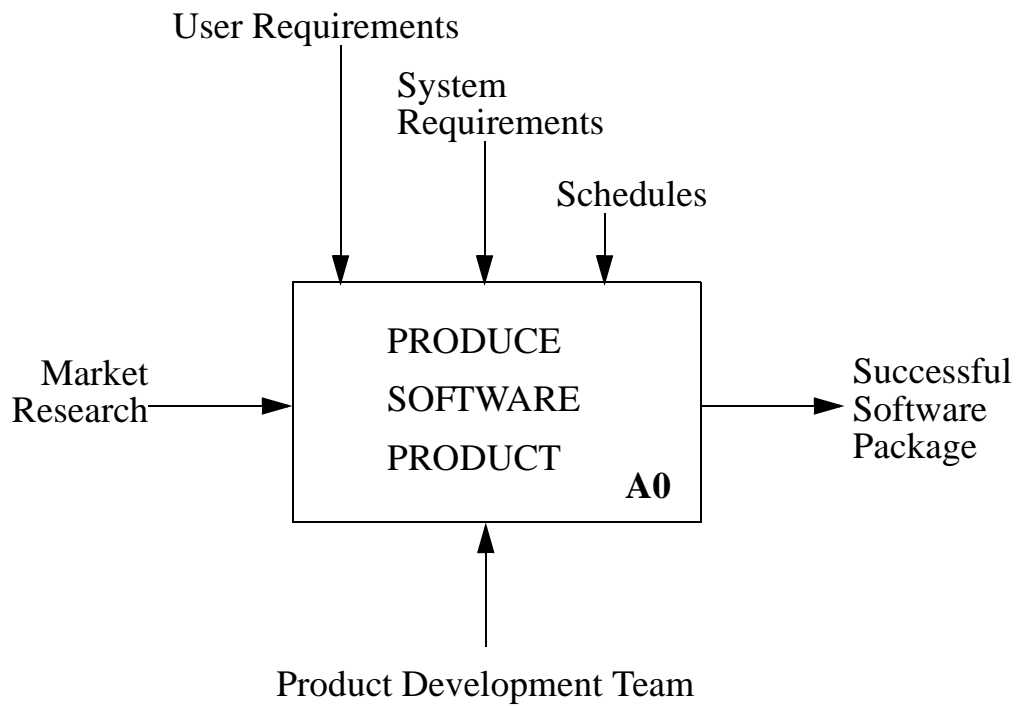 User Requirements
System
Requirements
Schedules
PRODUCE
SOFTWARE
PRODUCT
A0
Market
Research
Successful
Software
Package
Product Development Team